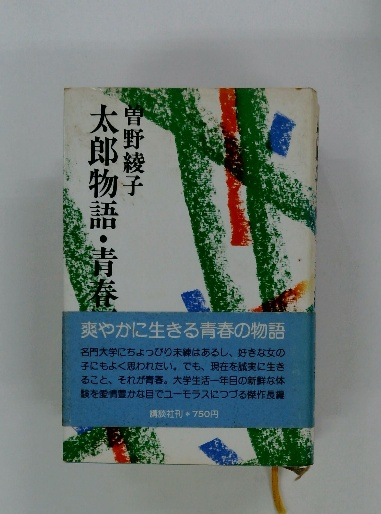 曽野綾子
太郎物語・青春
爽やかに生きる青春の物語
名門大学にちょっぴり未練はあるし、好きな女の
子にもよく思われたい。でも、現在を誠実に生き
ること、それが青春。大学生活一年目の新鮮な体
験を愛情豊かな目でユーモラスにつづる傑作長編
講談社刊●750円